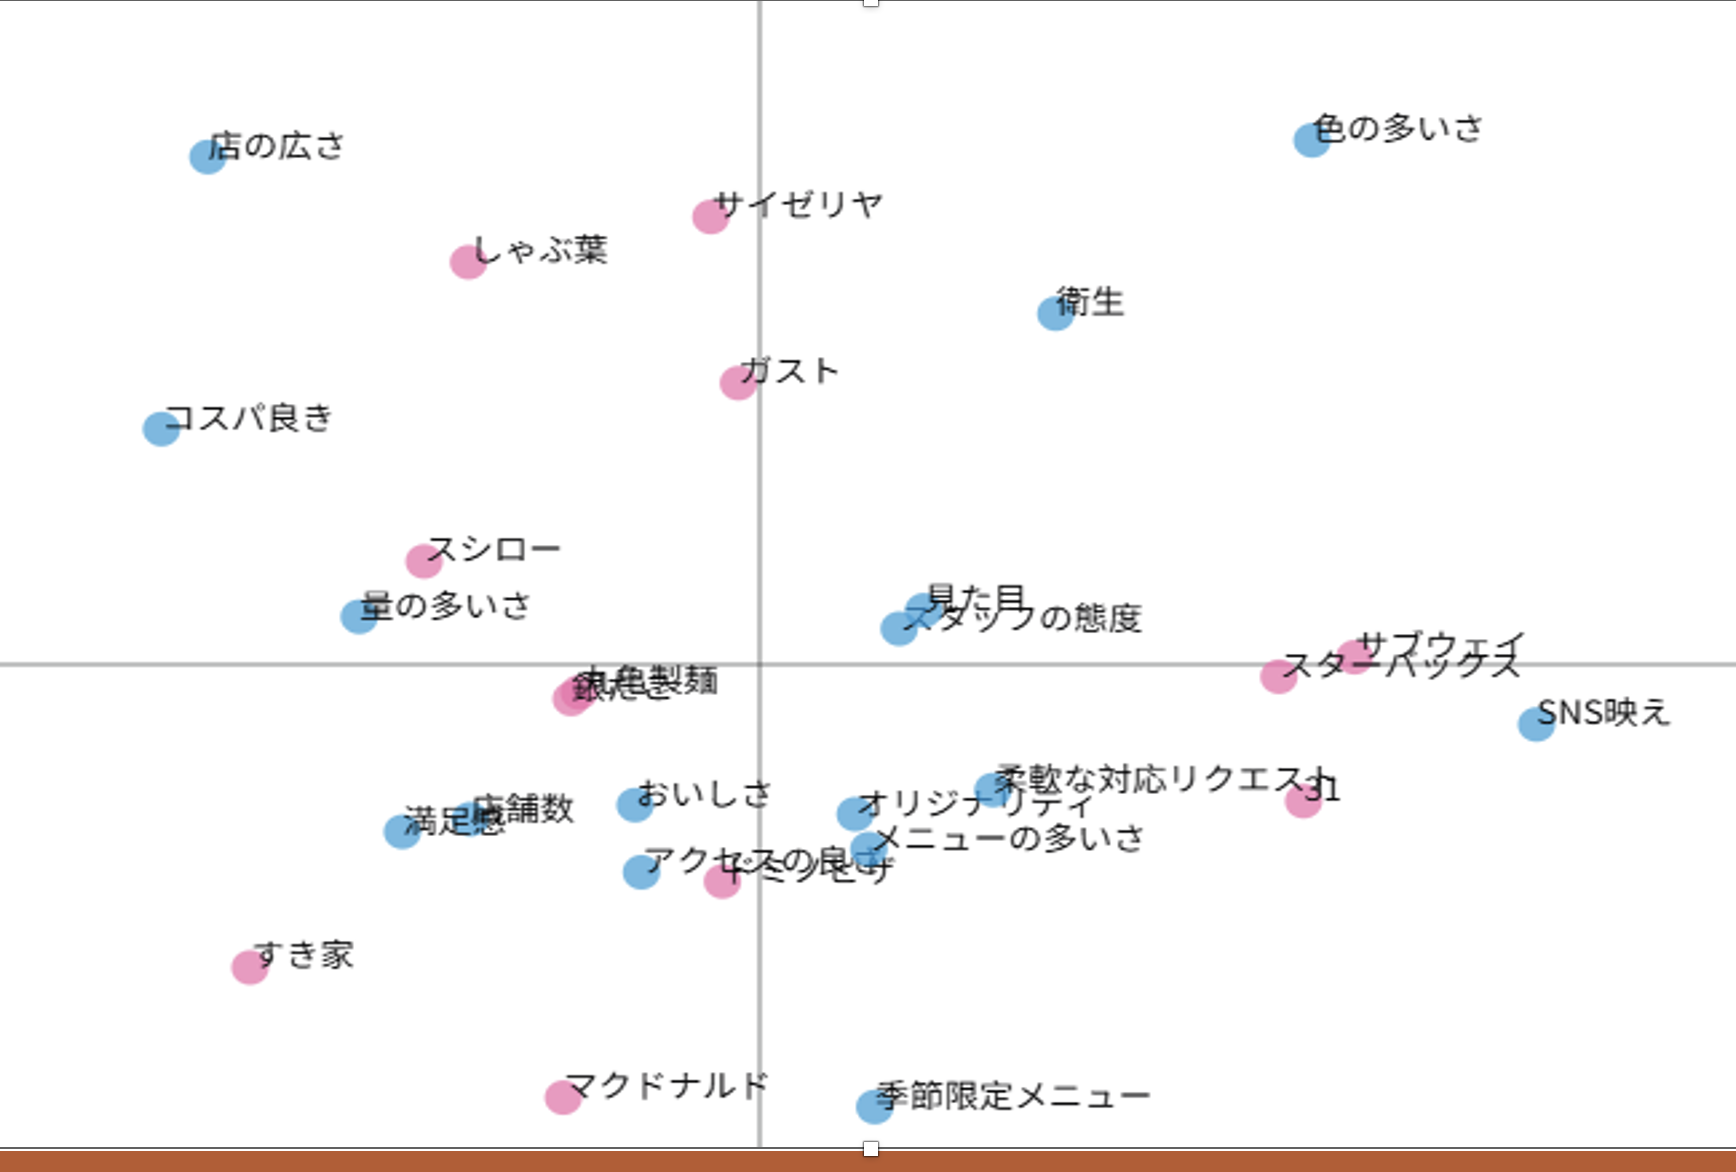 色の多いさ
店の広さ
サイゼリヤ
しゃぶ葉
衛生
ガスト
コスパ良き
スシロー
量の多いさ
見た目
スタッフの態度
サブウェイ
スターバックス
丸亀製麺
銀だこ
SNS映え
柔軟な対応リクエスト
31
おいしさ
オリジナリティ
店舗数
満足感
メニューの多いさ
アクセスの良さ
ドミノピザ
すき家
マクドナルド
季節限定メニュー